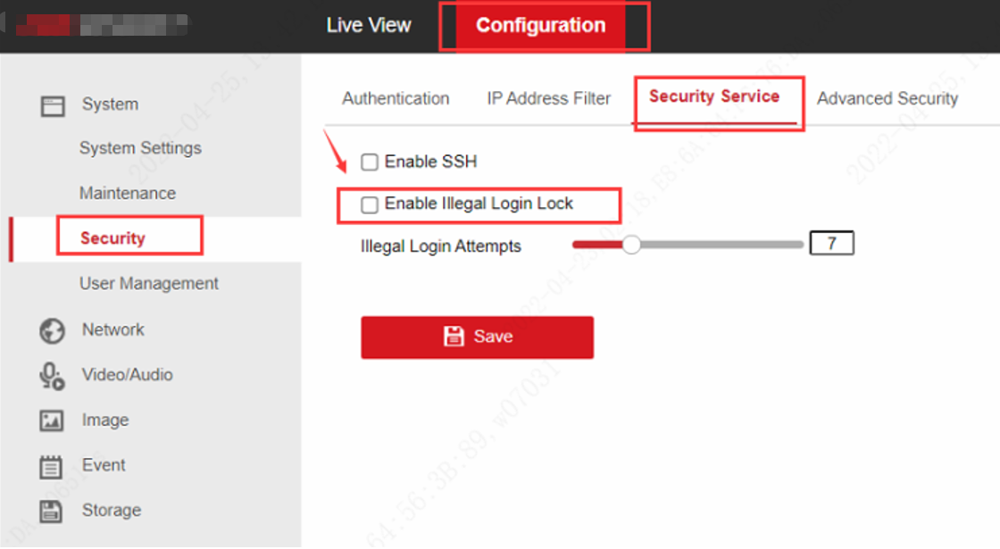 Live View Configuration
System
System Settings
Maintenance
Security
User Management
Network
Video/Audio
Image
Event
Storage
Authentication IP Address Filter Security Service Advanced Security
Enable SSH
Enable Illegal Login Lock
Illegal Login Attempts 7
Save